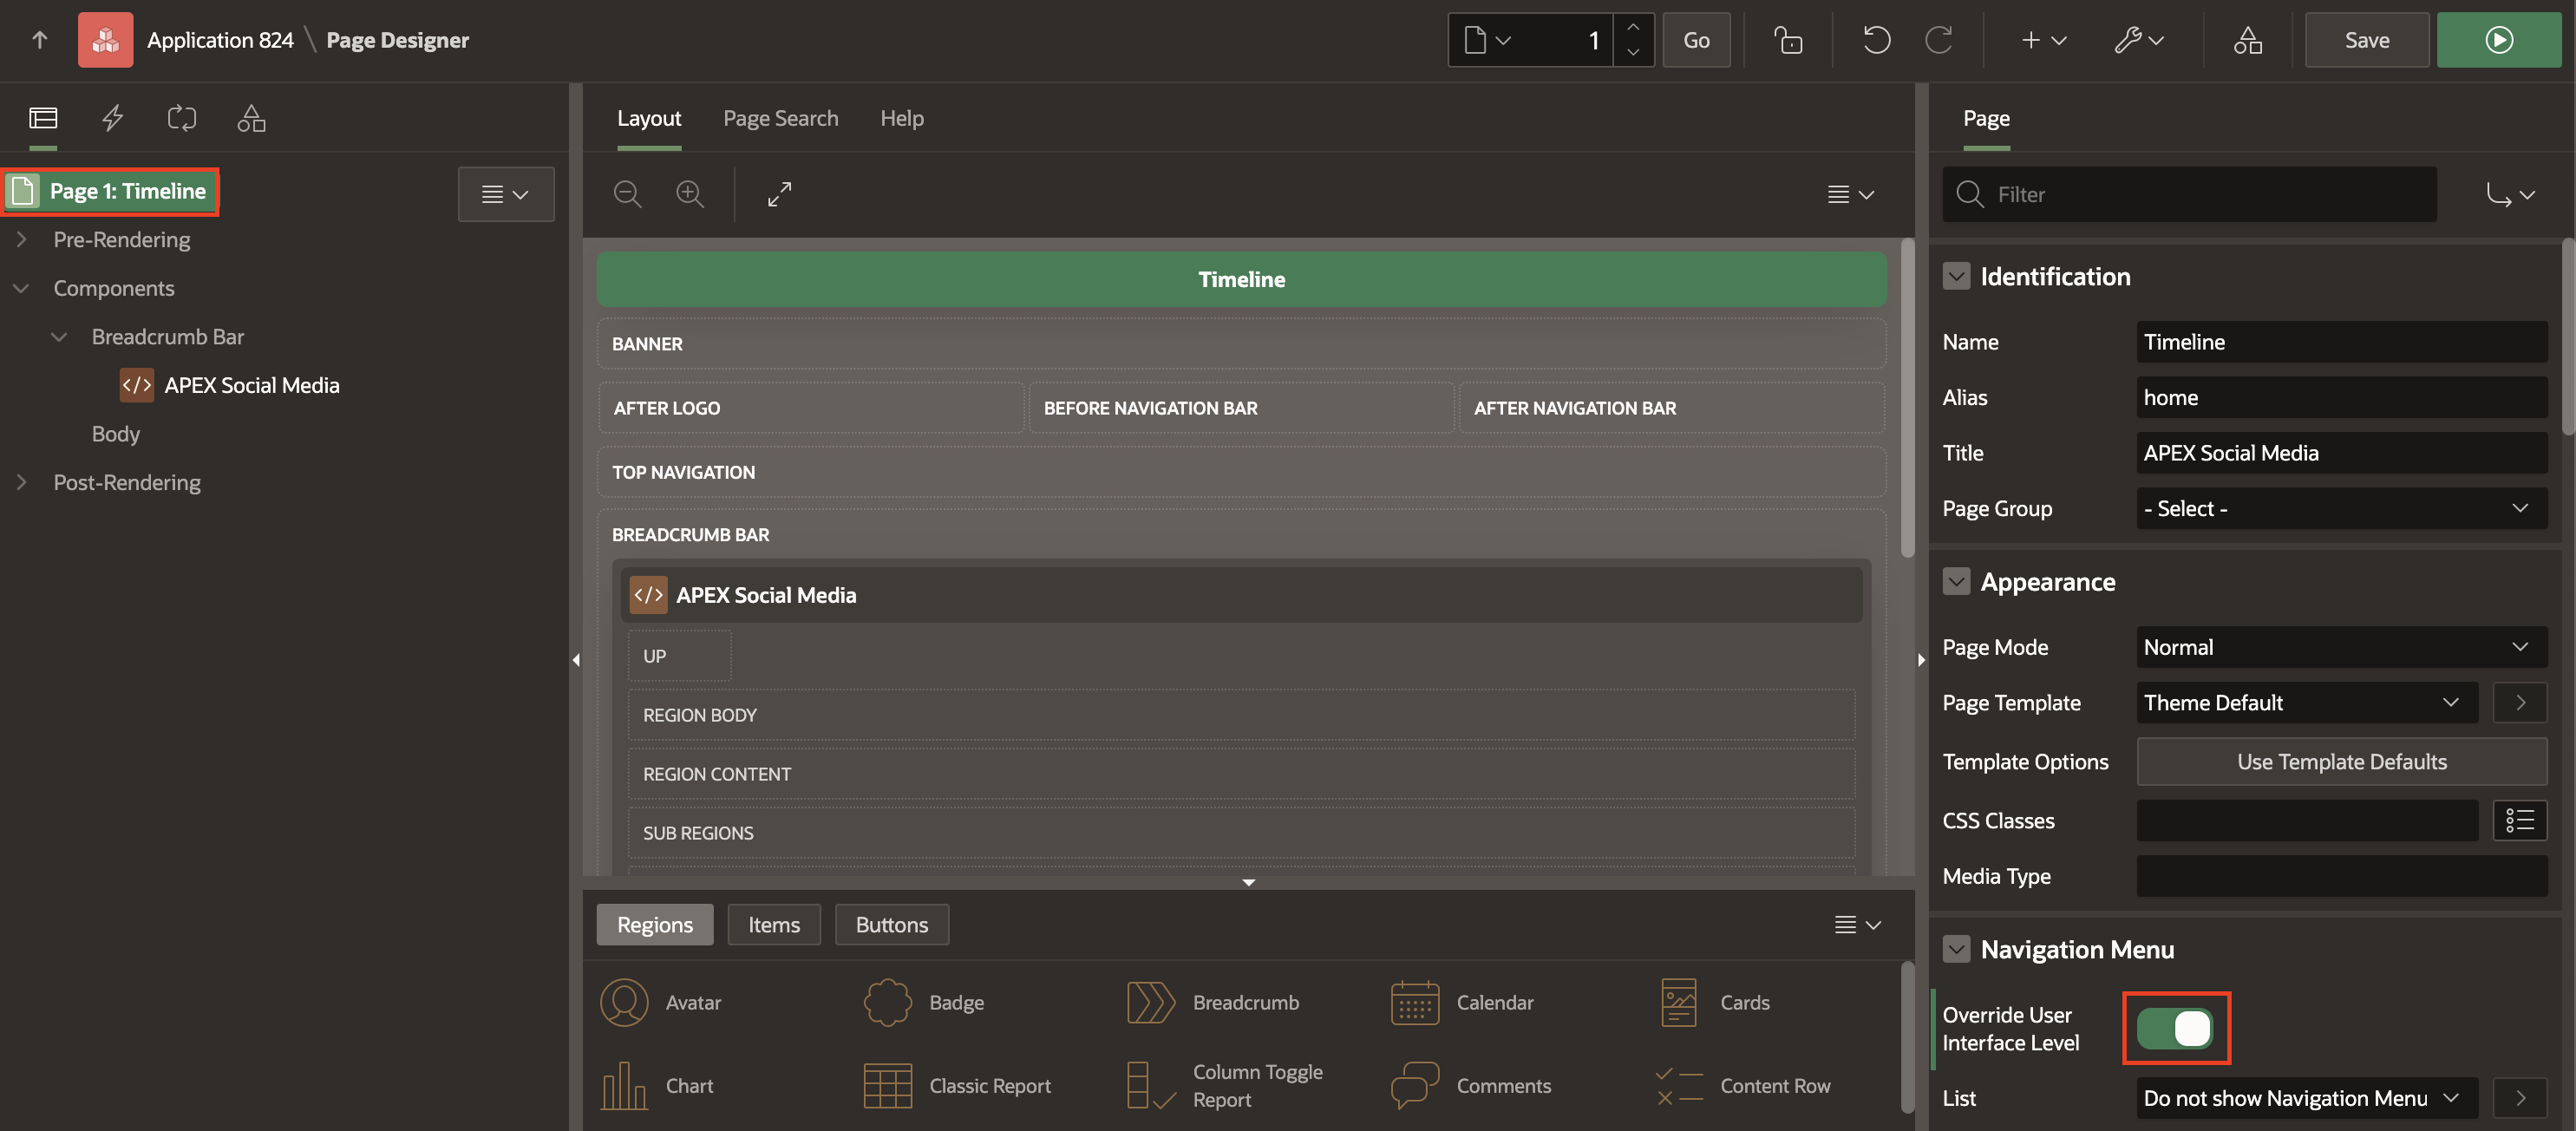 Application 824 \ Page Designer
1
Go
Save
Page 1: Timeline
Pre-Rendering
Components
Breadcrumb Bar
APEX Social Media
Body
Post-Rendering
Layout
Page Search
Help
Timeline
BANNER
AFTER LOGO
BEFORE NAVIGATION BAR
AFTER NAVIGATION BAR
TOP NAVIGATION
BREADCRUMB BAR
APEX Social Media
UP
REGION BODY
REGION CONTENT
SUB REGIONS
Regions
Items
Buttons
Avatar
Badge
Breadcrumb
Calendar
Cards
Chart
Classic Report
Column Toggle
Report
Comments
Content Row
Page
Filter
Identification
Name
Timeline
Alias
home
Title
APEX Social Media
Page Group
- Select -
Appearance
Page Mode
Normal
Page Template
Theme Default
Template Options
Use Template Defaults
CSS Classes
Media Type
Navigation Menu
Override User
Interface Level
List
Do not show Navigation Menu